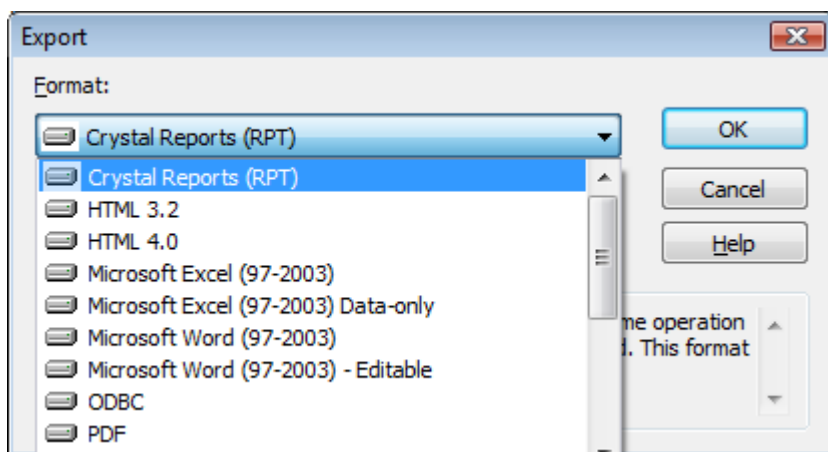 Export
Format:
Crystal Reports (RPT)
OK
Crystal Reports (RPT)
Cancel
HTML 3.2
HTML 4.0
Help
Microsoft Excel (97-2003)
Microsoft Excel (97-2003) Data-only
me operation
Microsoft Word (97-2003)
d. This format
Microsoft Word (97-2003) - Editable
ODBC
PDF